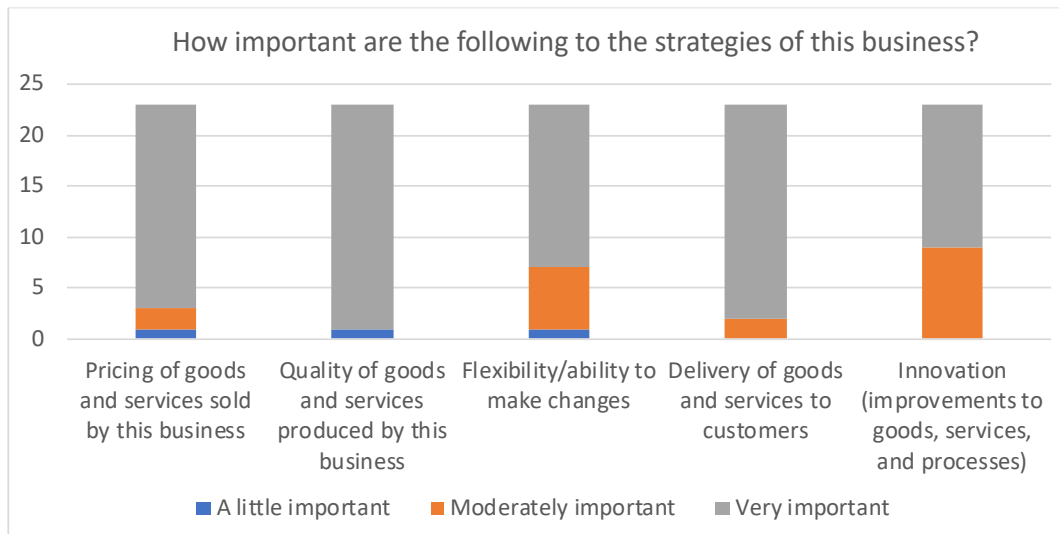 How important are the following to the strategies of this business?
25
20
15
10
5
0
Pricing of goods
and services sold
by this business
Quality of goods
and services
produced by this
business
Flexibility/ability to
make changes
Delivery of goods
and services to
customers
Innovation
(improvements to
goods, services,
and processes)
A little important
Moderately important
Very important